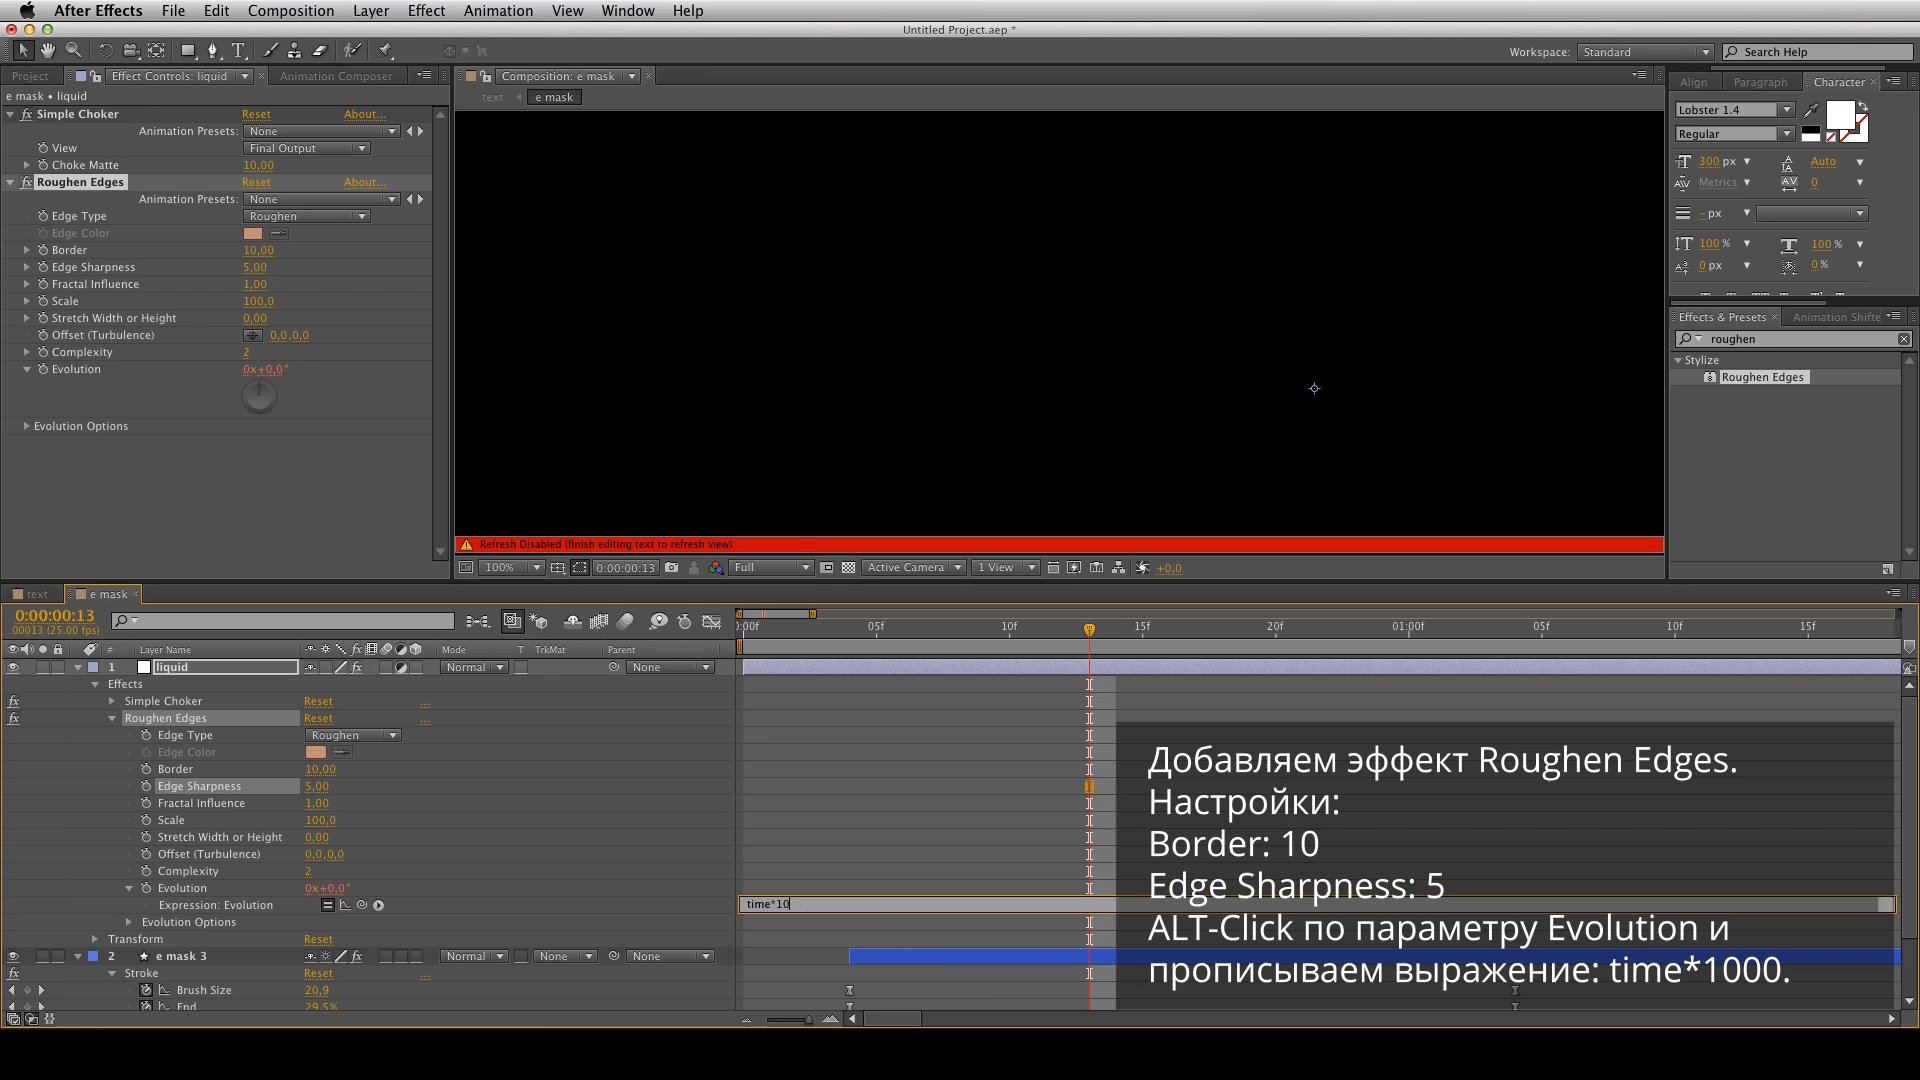 After Effects File Edit Composition Layer Effect Animation View Window Help
Untitled Project.aep *
Workspace: Standard Search Help
Project Effect Controls: liquid Animation Composer
e mask • liquid
Simple Choker Reset About...
Animation Presets: None
View Final Output
Choke Matte 10,00
Roughen Edges Reset About...
Animation Presets: None
Edge Type Roughen
Edge Color
Border 10,00
Edge Sharpness 5,00
Fractal Influence 1,00
Scale 100,0
Stretch Width or Height 0,00
Offset (Turbulence) 0,0,0,0
Complexity 2
Evolution 0x+0,0°
Evolution Options
Composition: e mask
text e mask
Refresh Disabled (finish editing text to refresh view)
100% 0:00:00:13 Full Active Camera 1 View +0,0
Align Paragraph Character
Lobster 1.4
Regular
300 px Auto
Metrics 0
- px
100 % 100 %
0 px 0 %
Effects & Presets Animation Shifte
roughen
Stylize
Roughen Edges
text e mask
0:00:00:13
00013 (25.00 fps)
# Layer Name Mode T TrkMat Parent
):00f 05f 10f 15f 20f 01:00f 05f 10f 15f
1 liquid Normal None
Effects
Simple Choker Reset ...
Roughen Edges Reset ...
Edge Type Roughen
Edge Color
Border 10,00
Edge Sharpness 5,00
Fractal Influence 1,00
Scale 100,0
Stretch Width or Height 0,00
Offset (Turbulence) 0,0,0,0
Complexity 2
Evolution 0x+0,0°
Expression: Evolution time*10
Evolution Options
Transform Reset
2 e mask 3 Normal None None
Stroke Reset ...
Brush Size 20,9
End 29,5%
Добавляем эффект Roughen Edges.
Настройки:
Border: 10
Edge Sharpness: 5
ALT-Click по параметру Evolution и
прописываем выражение: time*1000.